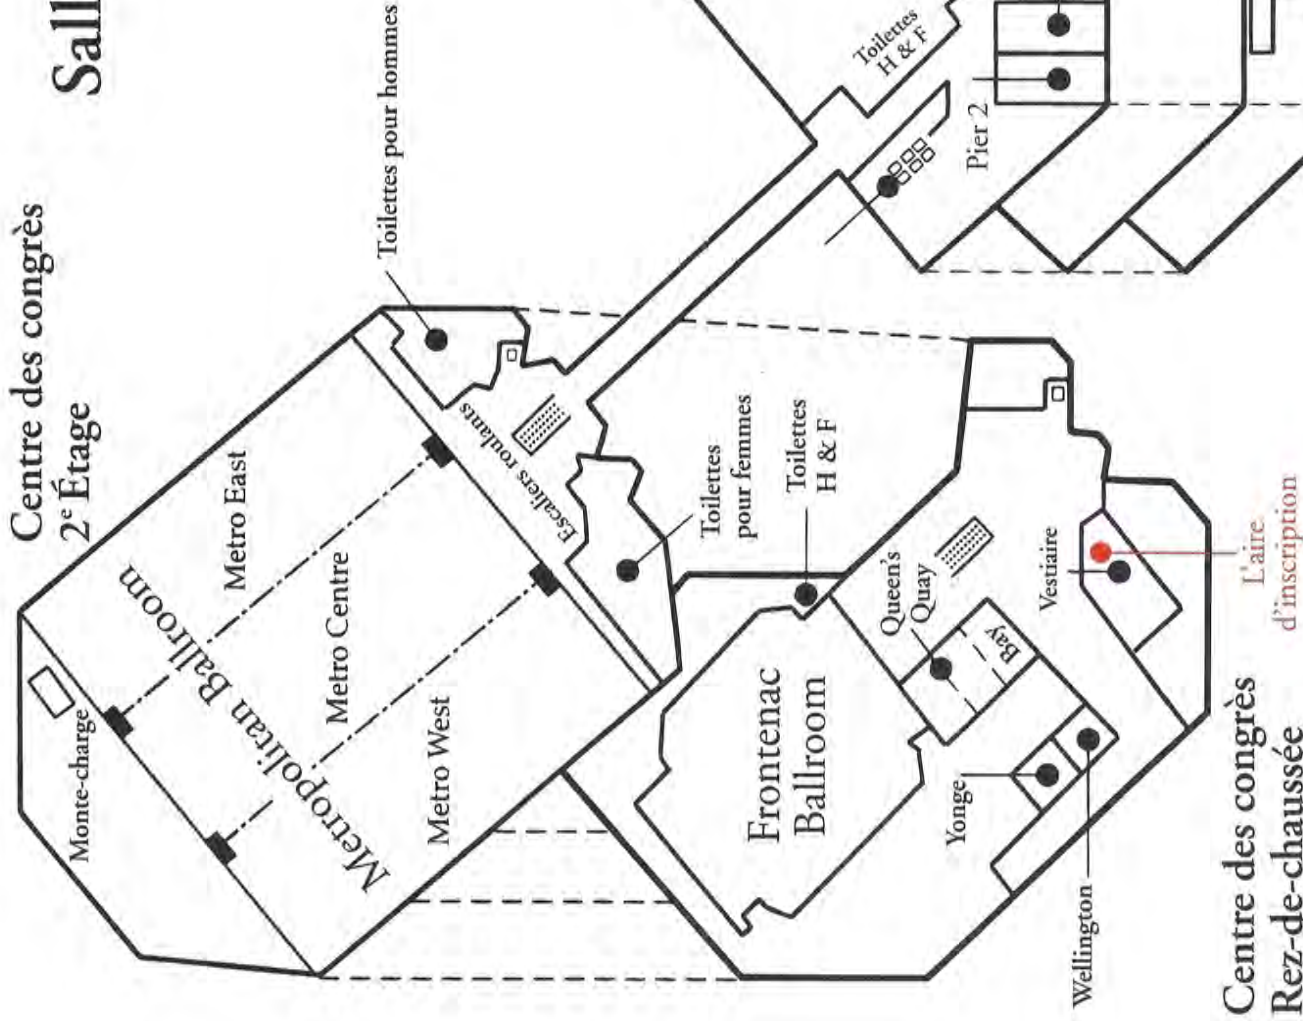 Sall
Centre des congrès
2e Étage
Toilettes pour hommes
Toilettes
H & F
Pier 2
Metro East
Metropolitan Ballroom
Metro Centre
Metro West
Monte-charge
Escaliers roulants
Toilettes
pour femmes
Toilettes
H & F
Frontenac
Ballroom
Queen's
Quay
Bay
Vestiaire
Yonge
Wellington
L'aire
d'inscription
Centre des congrès
Rez-de-chaussée